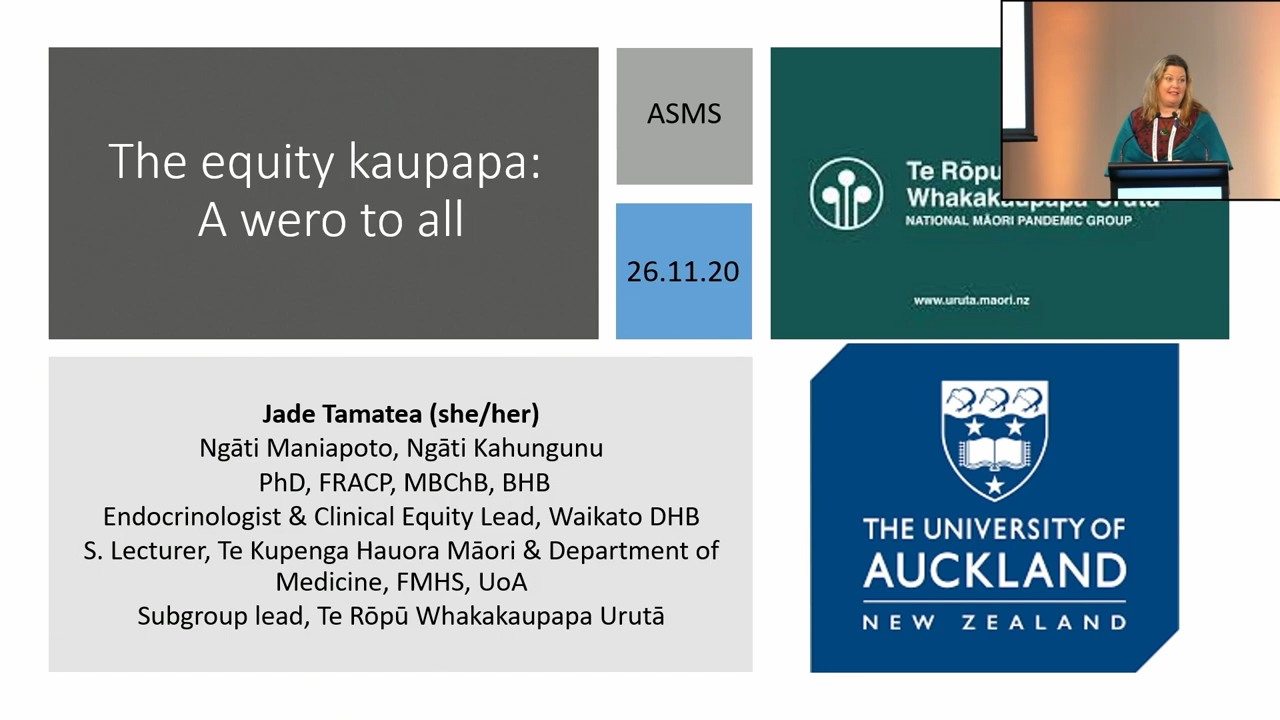 The equity kaupapa:
A wero to all
ASMS
26.11.20
Te Rōpu
Whakakaupapa Urutā
NATIONAL MĀORI PANDEMIC GROUP
www.uruta.maori.nz
Jade Tamatea (she/her)
Ngāti Maniapoto, Ngāti Kahungunu
PhD, FRACP, MBChB, BHB
Endocrinologist & Clinical Equity Lead, Waikato DHB
S. Lecturer, Te Kupenga Hauora Māori & Department of
Medicine, FMHS, UoA
Subgroup lead, Te Rōpū Whakakaupapa Urutā
THE UNIVERSITY OF
AUCKLAND
NEW ZEALAND